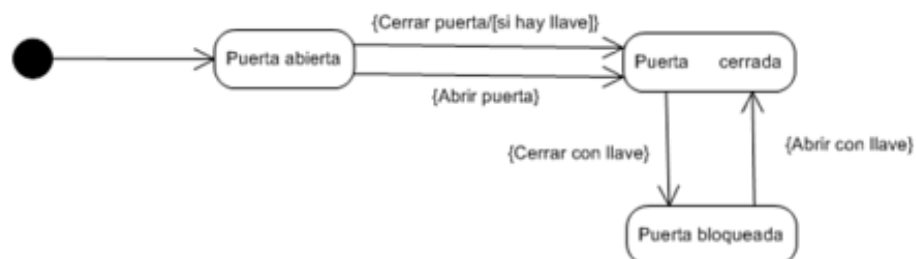 {Cerrar puerta/[si hay llave]}
Puerta abierta
Puerta cerrada
{Abrir puerta}
{Cerrar con llave}
{Abrir con llave}
Puerta bloqueada